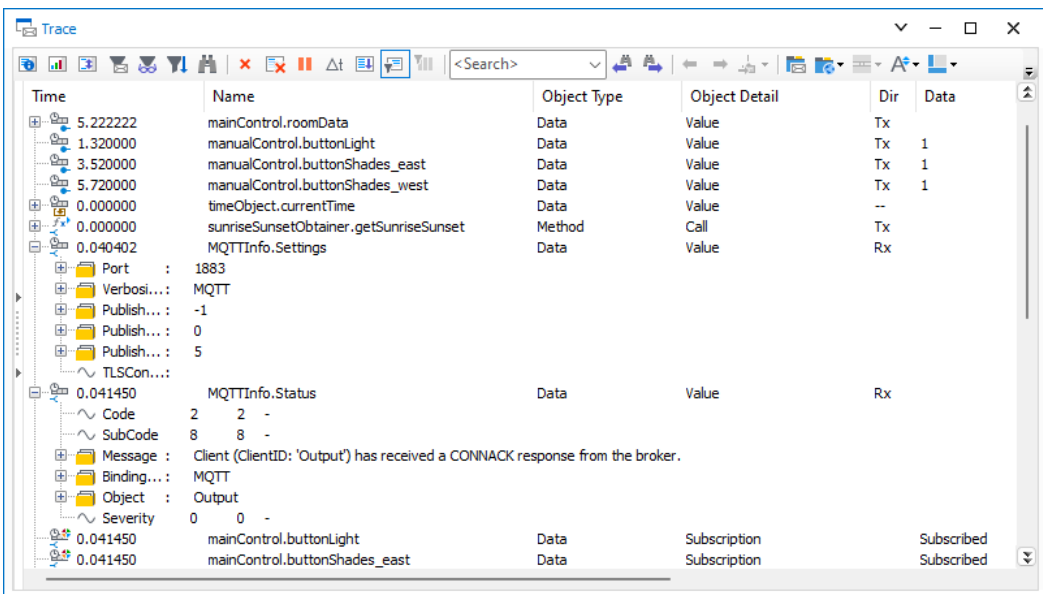 Trace
Δt <Search> A
Time Name Object Type Object Detail Dir Data
5.222222 mainControl.roomData Data Value Tx
1.320000 manualControl.buttonLight Data Value Tx 1
3.520000 manualControl.buttonShades_east Data Value Tx 1
5.720000 manualControl.buttonShades_west Data Value Tx 1
0.000000 timeObject.currentTime Data Value --
0.000000 sunriseSunsetObtainer.getSunriseSunset Method Call Tx
0.040402 MQTTInfo.Settings Data Value Rx
Port : 1883
Verbosi...: MQTT
Publish... : -1
Publish... : 0
Publish... : 5
TLSCon...:
0.041450 MQTTInfo.Status Data Value Rx
Code 2 2 -
SubCode 8 8 -
Message : Client (ClientID: 'Output') has received a CONNACK response from the broker.
Binding...: MQTT
Object : Output
Severity 0 0 -
0.041450 mainControl.buttonLight Data Subscription Subscribed
0.041450 mainControl.buttonShades_east Data Subscription Subscribed